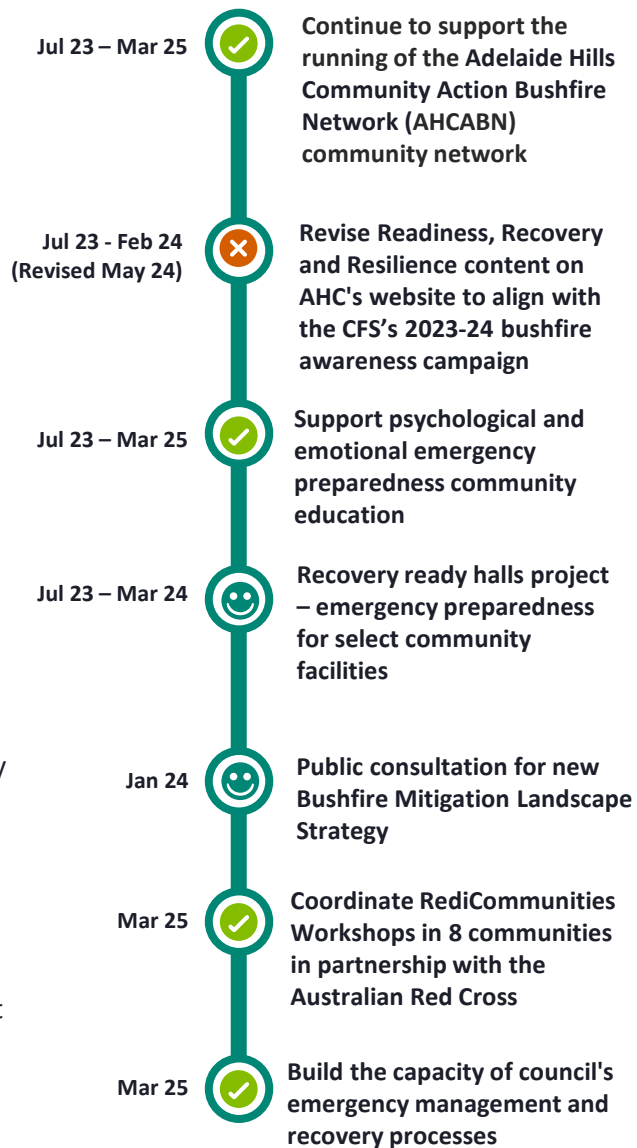 Jul 23 – Mar 25
Continue to support the
running of the Adelaide Hills
Community Action Bushfire
Network (AHCABN)
community network
Jul 23 - Feb 24
(Revised May 24)
Revise Readiness, Recovery
and Resilience content on
AHC's website to align with
the CFS’s 2023-24 bushfire
awareness campaign
Jul 23 – Mar 25
Support psychological and
emotional emergency
preparedness community
education
Jul 23 – Mar 24
Recovery ready halls project
– emergency preparedness
for select community
facilities
Jan 24
Public consultation for new
Bushfire Mitigation Landscape
Strategy
Mar 25
Coordinate RediCommunities
Workshops in 8 communities
in partnership with the
Australian Red Cross
Mar 25
Build the capacity of council's
emergency management and
recovery processes